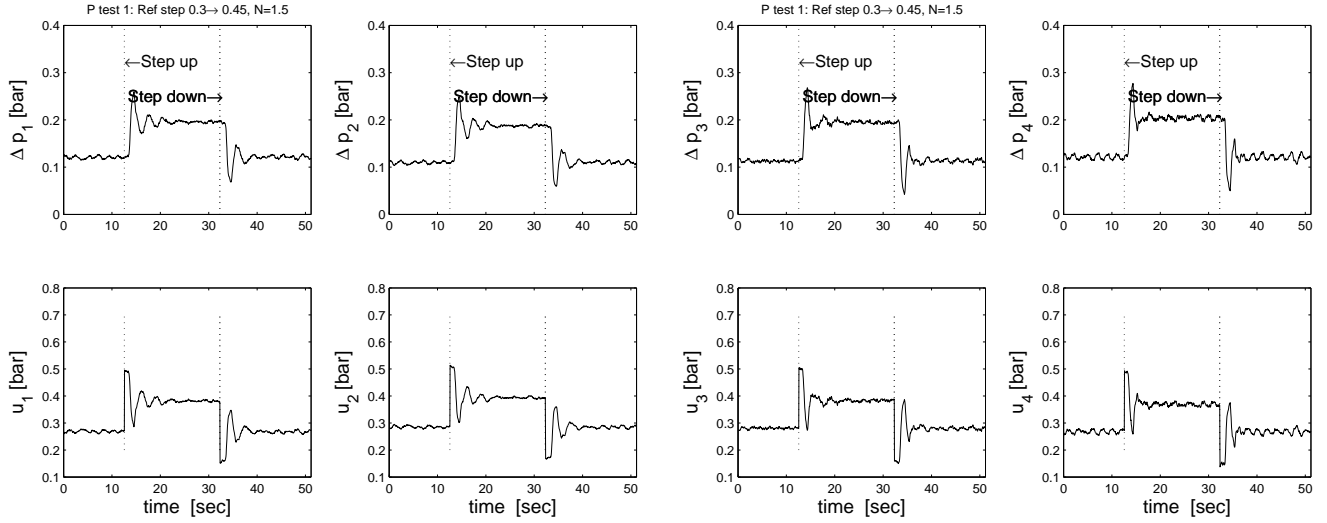 P test 1: Ref step 0.3→ 0.45, N=1.5
P test 1: Ref step 0.3→ 0.45, N=1.5
0.4
0.3
0.2
0.1
0
Δ p1 [bar]
←Step up
Step down→
0 10 20 30 40 50
0.4
0.3
0.2
0.1
0
Δ p2 [bar]
←Step up
Step down→
0 10 20 30 40 50
0.4
0.3
0.2
0.1
0
Δ p3 [bar]
←Step up
Step down→
0 10 20 30 40 50
0.4
0.3
0.2
0.1
0
Δ p4 [bar]
←Step up
Step down→
0 10 20 30 40 50
0.8
0.7
0.6
0.5
0.4
0.3
0.2
0.1
u1 [bar]
0 10 20 30 40 50
time [sec]
0.8
0.7
0.6
0.5
0.4
0.3
0.2
0.1
u2 [bar]
0 10 20 30 40 50
time [sec]
0.8
0.7
0.6
0.5
0.4
0.3
0.2
0.1
u3 [bar]
0 10 20 30 40 50
time [sec]
0.8
0.7
0.6
0.5
0.4
0.3
0.2
0.1
u4 [bar]
0 10 20 30 40 50
time [sec]